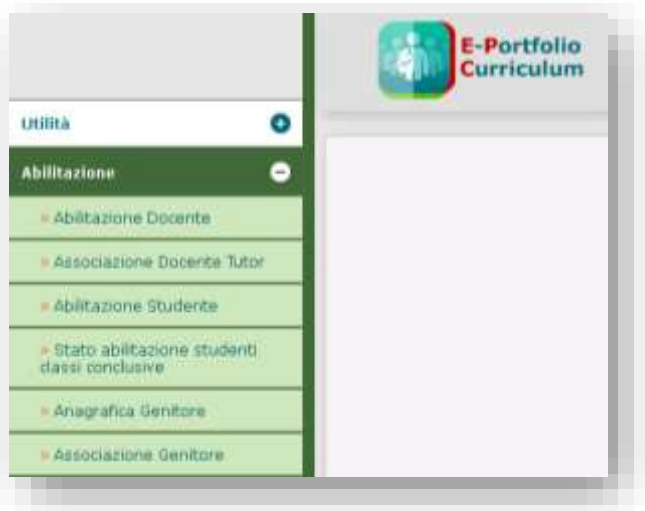 E-Portfolio
Curriculum
Utilità
Abilitazione
» Abilitazione Docente
» Associazione Docente Tutor
» Abilitazione Studente
» Stato abilitazione studenti
classi conclusive
» Anagrafica Genitore
» Associazione Genitore